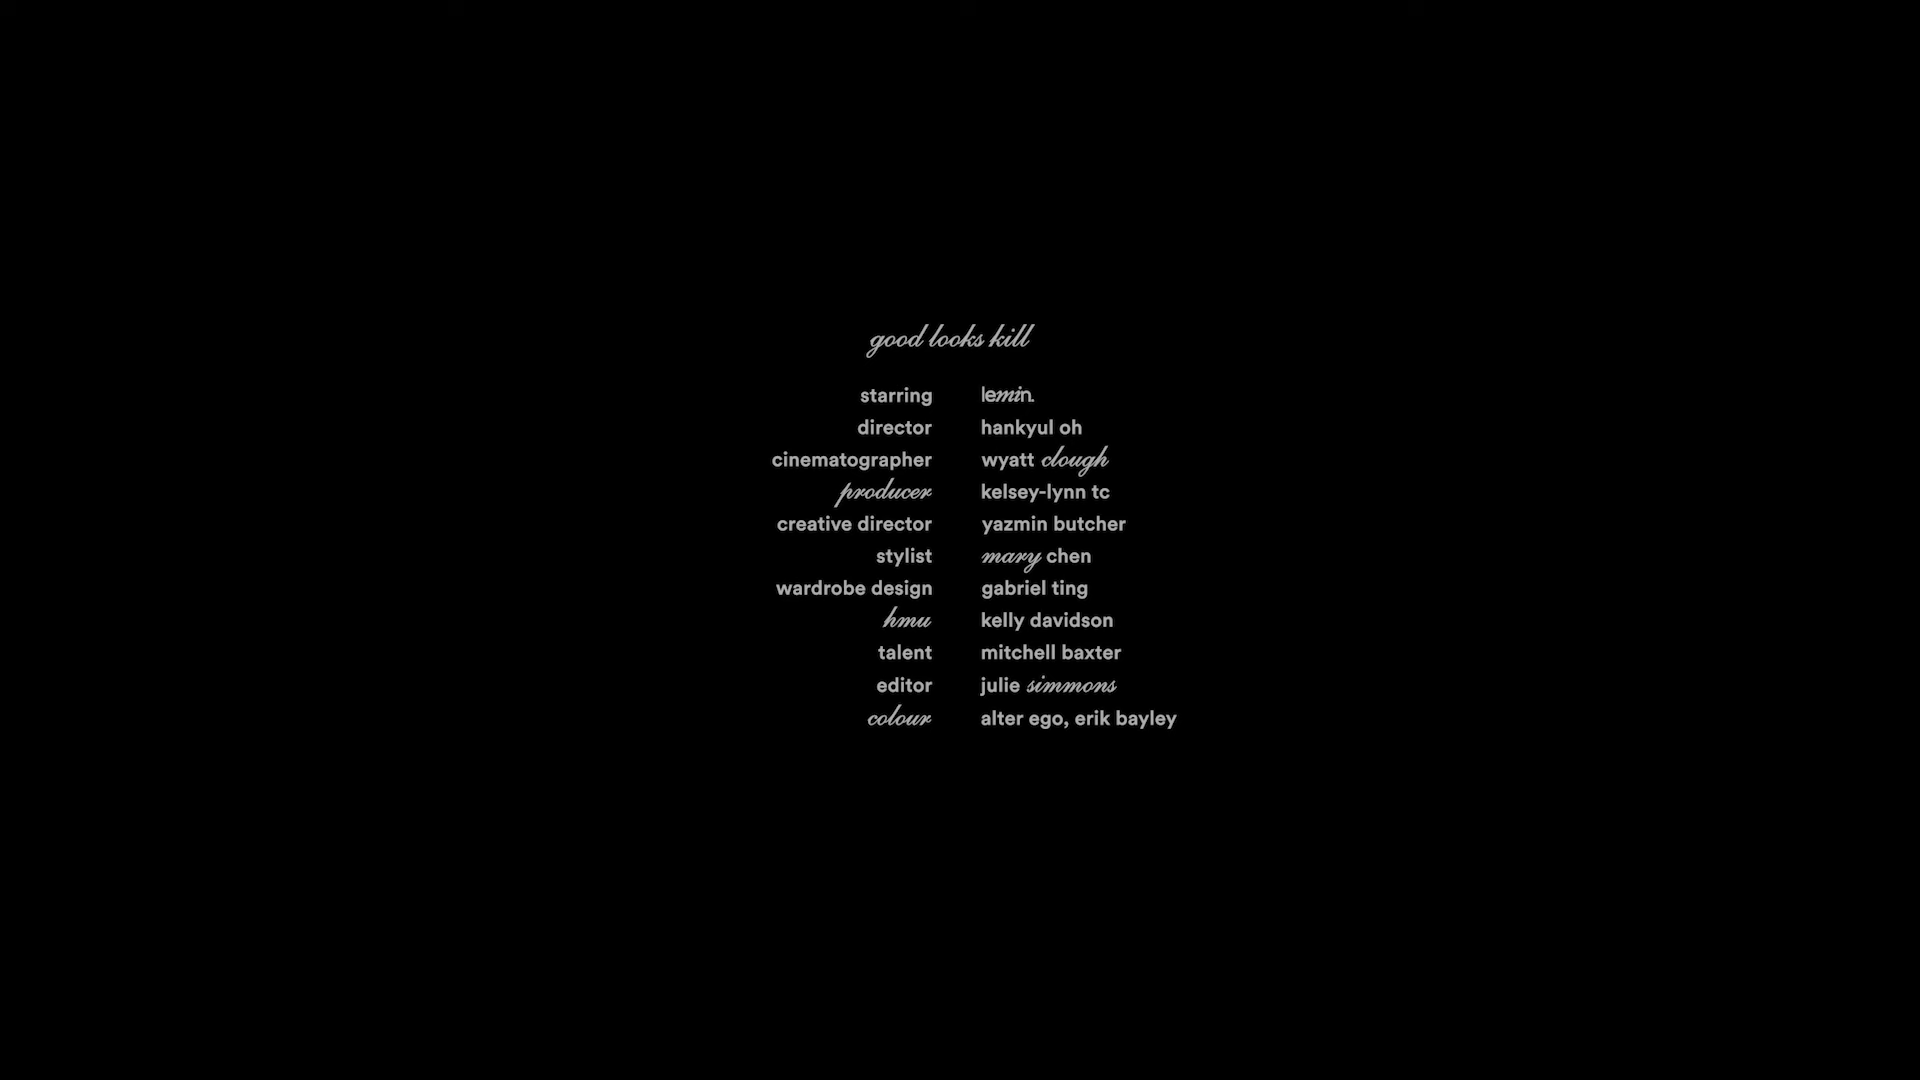 good looks kill
starring lemin.
director hankyul oh
cinematographer wyatt clough
producer kelsey-lynn tc
creative director yazmin butcher
stylist mary chen
wardrobe design gabriel ting
hmu kelly davidson
talent mitchell baxter
editor julie simmons
colour alter ego, erik bayley